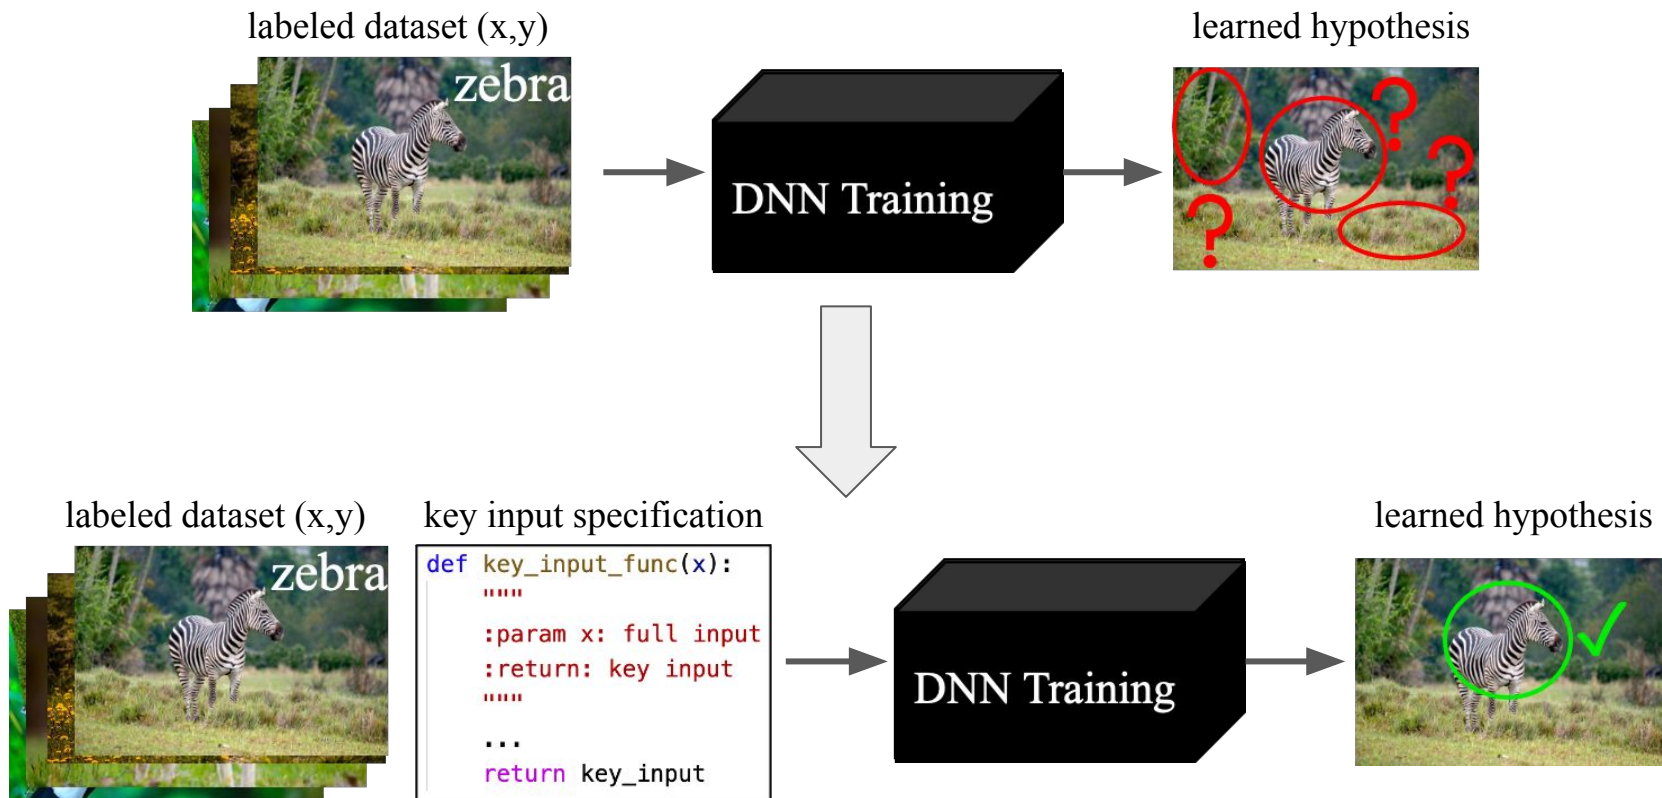 labeled dataset (x,y)
learned hypothesis
zebra
DNN Training
?
?
?
labeled dataset (x,y)
key input specification
learned hypothesis
zebra
def key_input_func(x):
"""
:param x: full input
:return: key input
"""
...
return key_input
DNN Training